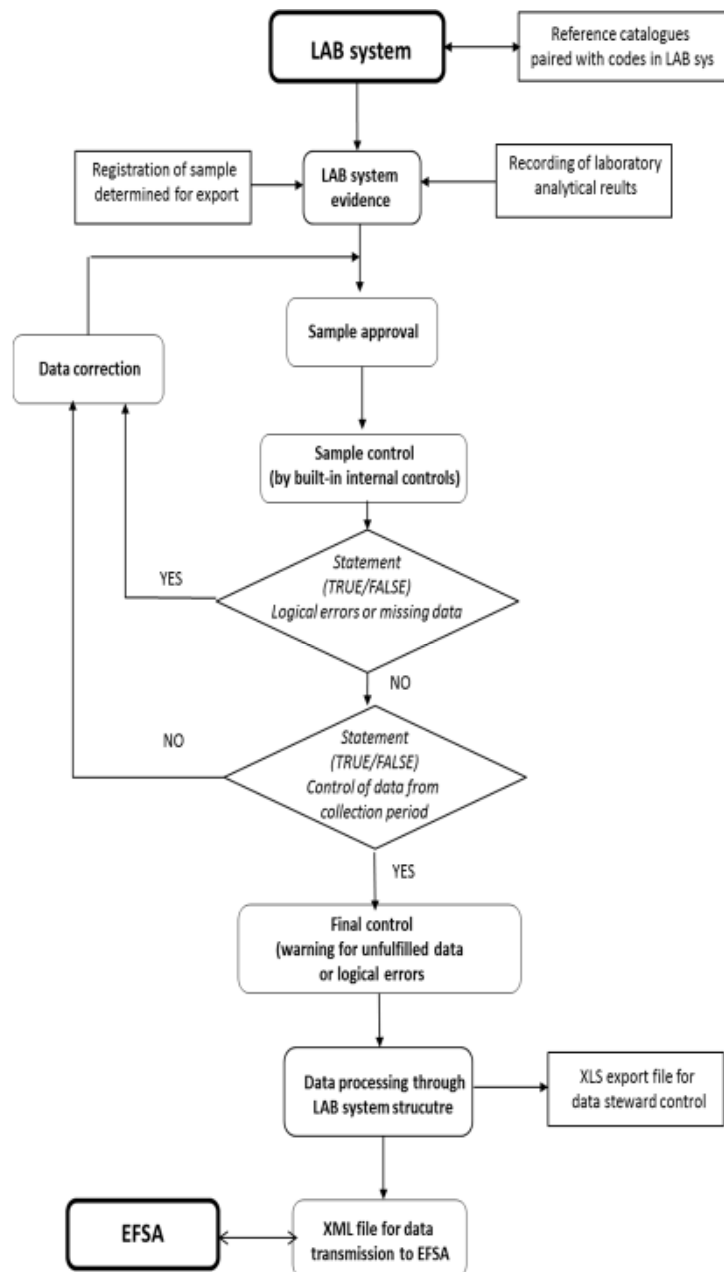 LAB system
Reference catalogues
paired with codes in LAB sys
Registration of sample
determined for export
LAB system
evidence
Recording of laboratory
analytical reults
Sample approval
Data correction
Sample control
(by built-in internal controls)
Statement
(TRUE/FALSE)
Logical errors or missing data
YES
NO
Statement
(TRUE/FALSE)
Control of data from
collection period
NO
YES
Final control
(warning for unfulfilled data
or logical errors
Data processing through
LAB system strucutre
XLS export file for
data steward control
EFSA
XML file for data
transmission to EFSA